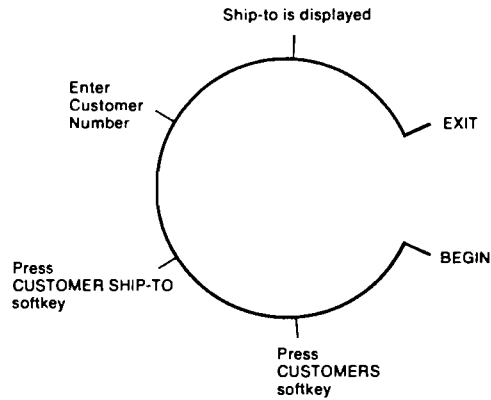 Ship-to is displayed
Enter
Customer
Number
EXIT
BEGIN
Press
CUSTOMER SHIP-TO
softkey
Press
CUSTOMERS
softkey